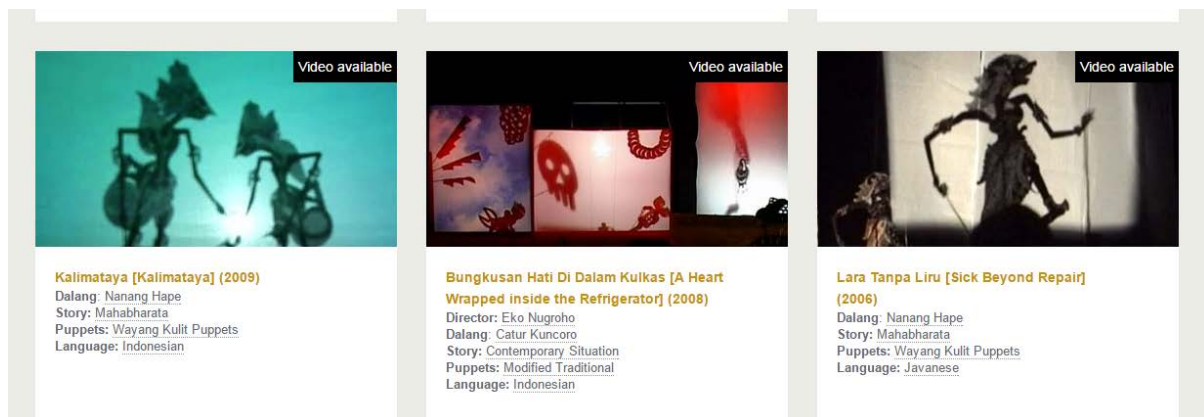 Video available
Kalimataya [Kalimataya] (2009)
Dalang: Nanang Hape
Story: Mahabharata
Puppets: Wayang Kulit Puppets
Language: Indonesian
Video available
Bungkusan Hati Di Dalam Kulkas [A Heart
Wrapped inside the Refrigerator] (2008)
Director: Eko Nugroho
Dalang: Catur Kuncoro
Story: Contemporary Situation
Puppets: Modified Traditional
Language: Indonesian
Video available
Lara Tanpa Liru [Sick Beyond Repair]
(2006)
Dalang: Nanang Hape
Story: Mahabharata
Puppets: Wayang Kulit Puppets
Language: Javanese